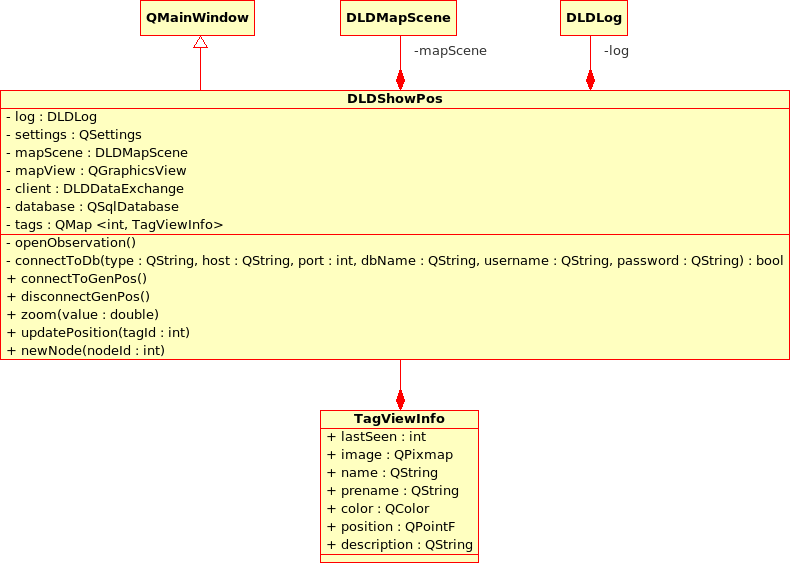 QMainWindow
DLDMapScene
DLDLog
-mapScene
-log
DLDShowPos
- log : DLDLog
- settings : QSettings
- mapScene : DLDMapScene
- mapView : QGraphicsView
- client : DLDDataExchange
- database : QSqlDatabase
- tags : QMap <int, TagViewInfo>
- openObservation()
- connectToDb(type : QString, host : QString, port : int, dbName : QString, username : QString, password : QString) : bool
+ connectToGenPos()
+ disconnectGenPos()
+ zoom(value : double)
+ updatePosition(tagId : int)
+ newNode(nodeId : int)
TagViewInfo
+ lastSeen : int
+ image : QPixmap
+ name : QString
+ prename : QString
+ color : QColor
+ position : QPointF
+ description : QString